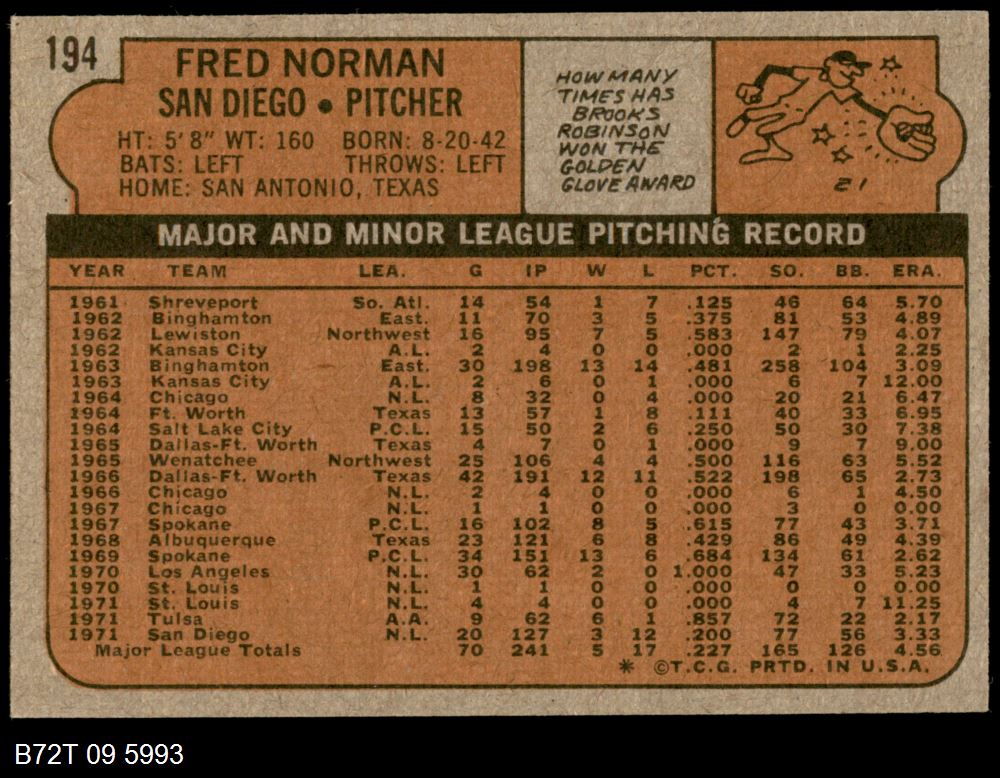 194
FRED NORMAN
SAN DIEGO • PITCHER
HT: 5'8" WT: 160 BORN: 8-20-42
BATS: LEFT THROWS: LEFT
HOME: SAN ANTONIO, TEXAS
HOW MANY
TIMES HAS
BROOKS
ROBINSON
WON THE
GOLDEN
GLOVE AWARD
21
MAJOR AND MINOR LEAGUE PITCHING RECORD
YEAR TEAM LEA. G IP W L PCT. SO. BB. ERA.
1961 Shreveport So. Atl. 14 54 1 7 .125 46 64 5.70
1962 Binghamton East. 11 70 3 5 .375 81 53 4.89
1962 Lewiston Northwest 16 95 7 5 .583 147 79 4.07
1962 Kansas City A.L. 2 4 0 0 .000 2 1 2.25
1963 Binghamton East. 30 198 13 14 .481 258 104 3.09
1963 Kansas City A.L. 2 6 0 1 .000 6 7 12.00
1964 Chicago N.L. 8 32 0 4 .000 20 21 6.47
1964 Ft. Worth Texas 13 57 1 8 .111 40 33 6.95
1964 Salt Lake City P.C.L. 15 50 2 6 .250 50 30 7.38
1965 Dallas-Ft. Worth Texas 4 7 0 1 .000 9 7 9.00
1965 Wenatchee Northwest 25 106 4 4 .500 116 63 5.52
1966 Dallas-Ft. Worth Texas 42 191 12 11 .522 198 65 2.73
1966 Chicago N.L. 2 4 0 0 .000 6 1 4.50
1967 Chicago N.L. 1 1 0 0 .000 3 0 0.00
1967 Spokane P.C.L. 16 102 8 5 .615 77 43 3.71
1968 Albuquerque Texas 23 121 6 8 .429 86 49 4.39
1969 Spokane P.C.L. 34 151 13 6 .684 134 61 2.62
1970 Los Angeles N.L. 30 62 2 0 1.000 47 33 5.23
1970 St. Louis N.L. 1 1 0 0 .000 0 0 0.00
1971 St. Louis N.L. 4 4 0 0 .000 4 7 11.25
1971 Tulsa A.A. 9 62 6 1 .857 72 22 2.17
1971 San Diego N.L. 20 127 3 12 .200 77 56 3.33
Major League Totals 70 241 5 17 .227 165 126 4.56
* ©T.C.G. PRTD. IN U.S.A.
B72T 09 5993